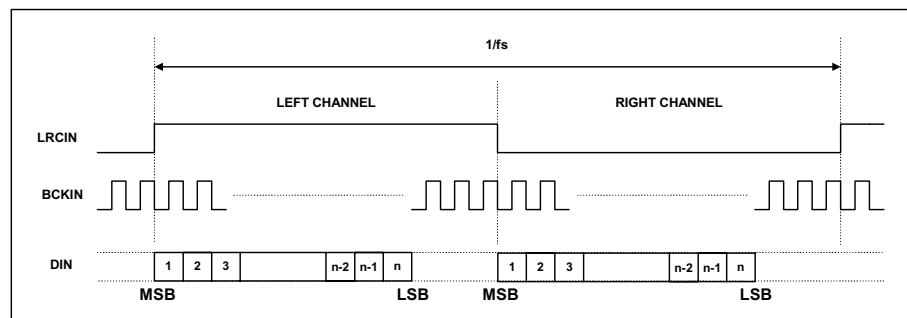 1/fs
LEFT CHANNEL RIGHT CHANNEL
LRCIN
BCKIN
DIN 1 2 3 n-2 n-1 n 1 2 3 n-2 n-1 n
MSB LSB MSB LSB